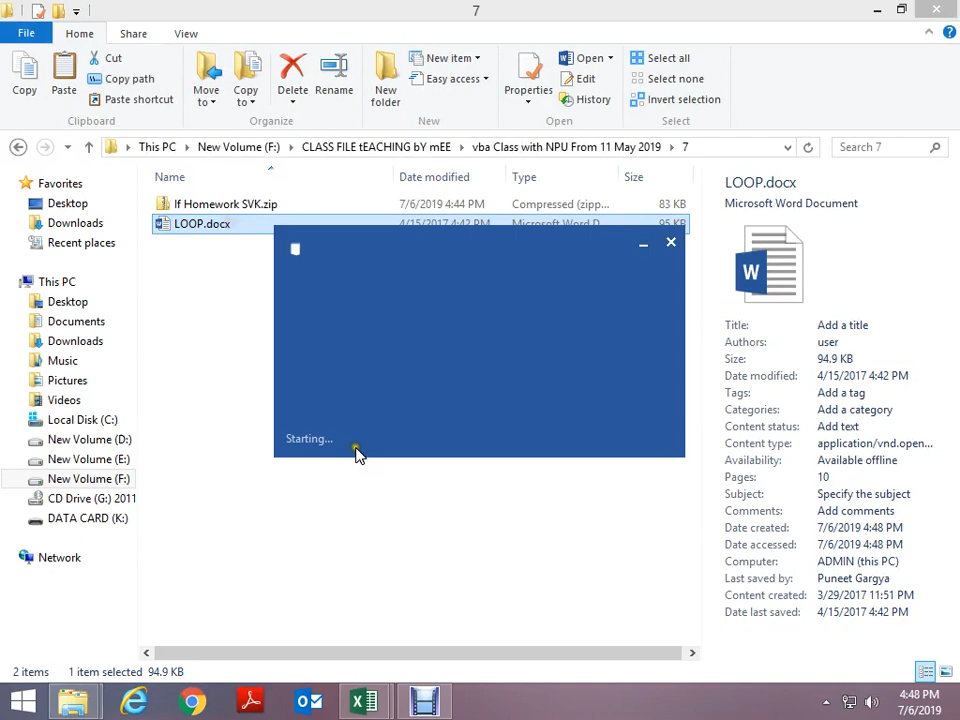 7
File Home Share View
Copy
Paste
Cut
Copy path
Paste shortcut
Clipboard
Move to
Copy to
Delete
Rename
Organize
New folder
New item
Easy access
New
Properties
Open
Edit
History
Open
Select all
Select none
Invert selection
Select
This PC New Volume (F:) CLASS FILE tEACHING bY mEE vba Class with NPU From 11 May 2019 7
Search 7
Name Date modified Type Size
If Homework SVK.zip 7/6/2019 4:44 PM Compressed (zipp... 83 KB
LOOP.docx 4/15/2017 4:42 PM Microsoft Word D... 95 KB
Favorites
Desktop
Downloads
Recent places
This PC
Desktop
Documents
Downloads
Music
Pictures
Videos
Local Disk (C:)
New Volume (D:)
New Volume (E:)
New Volume (F:)
CD Drive (G:) 2011
DATA CARD (K:)
Network
Starting...
LOOP.docx
Microsoft Word Document
W
Title: Add a title
Authors: user
Size: 94.9 KB
Date modified: 4/15/2017 4:42 PM
Tags: Add a tag
Categories: Add a category
Content status: Add text
Content type: application/vnd.open...
Availability: Available offline
Pages: 10
Subject: Specify the subject
Comments: Add comments
Date created: 7/6/2019 4:48 PM
Date accessed: 7/6/2019 4:48 PM
Computer: ADMIN (this PC)
Last saved by: Puneet Gargya
Content created: 3/29/2017 11:51 PM
Date last saved: 4/15/2017 4:42 PM
2 items 1 item selected 94.9 KB
4:48 PM
7/6/2019